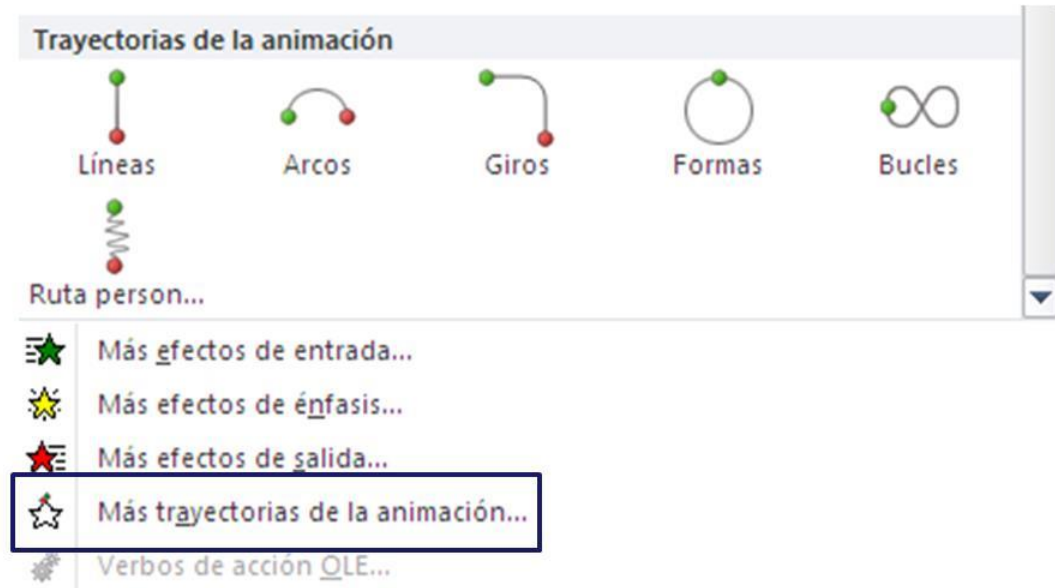 Trayectorias de la animación
Líneas Arcos Giros Formas Bucles
Ruta person...
Más efectos de entrada...
Más efectos de énfasis...
Más efectos de salida...
Más trayectorias de la animación...
Verbos de acción OLE...